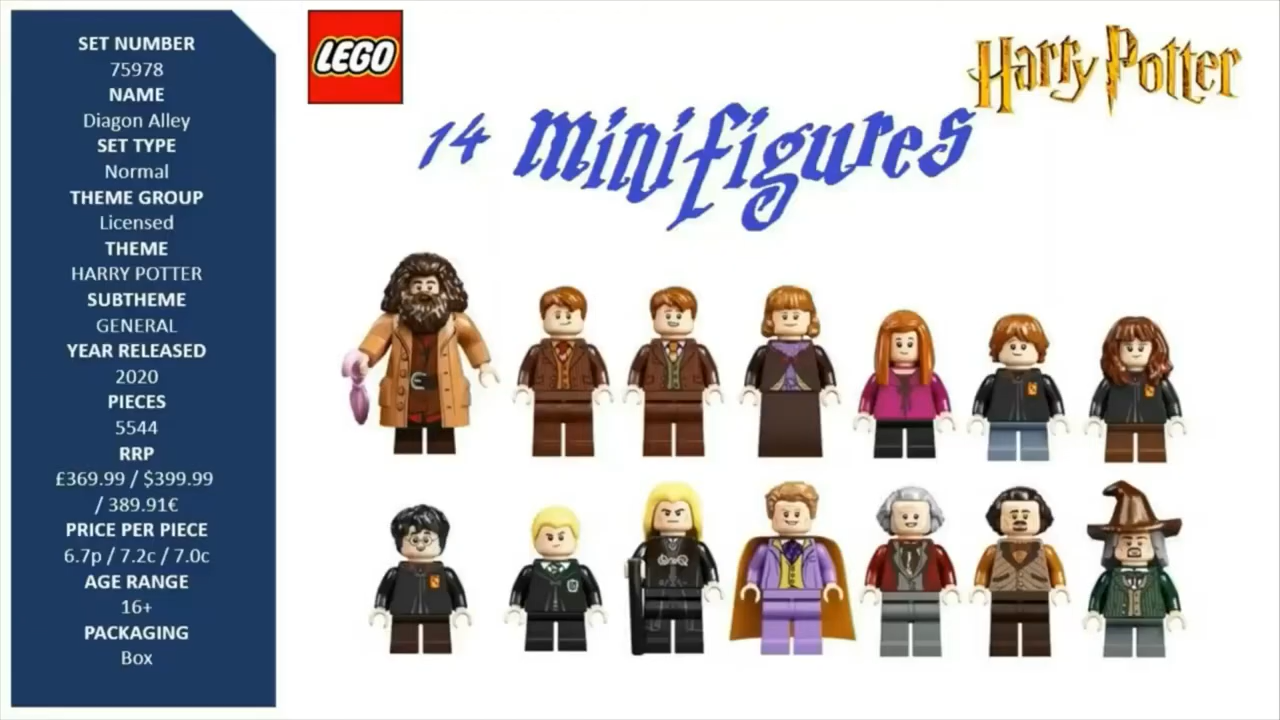 SET NUMBER
75978
NAME
Diagon Alley
SET TYPE
Normal
THEME GROUP
Licensed
THEME
HARRY POTTER
SUBTHEME
GENERAL
YEAR RELEASED
2020
PIECES
5544
RRP
£369.99 / $399.99
/ 389.91€
PRICE PER PIECE
6.7p / 7.2c / 7.0c
AGE RANGE
16+
PACKAGING
Box
LEGO
Harry Potter
14 minifigures